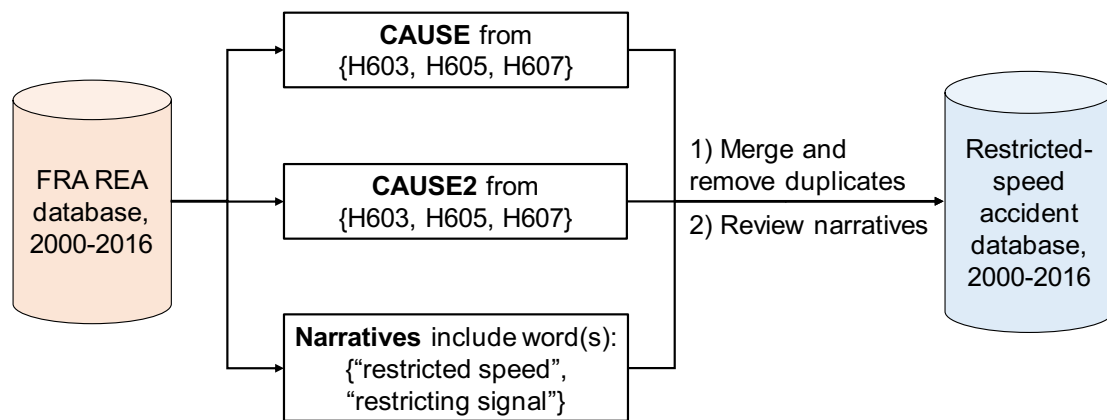 FRA REA
database,
2000-2016
CAUSE from
{H603, H605, H607}
CAUSE2 from
{H603, H605, H607}
Narratives include word(s):
{“restricted speed”,
“restricting signal”}
1) Merge and
remove duplicates
2) Review narratives
Restricted-
speed
accident
database,
2000-2016